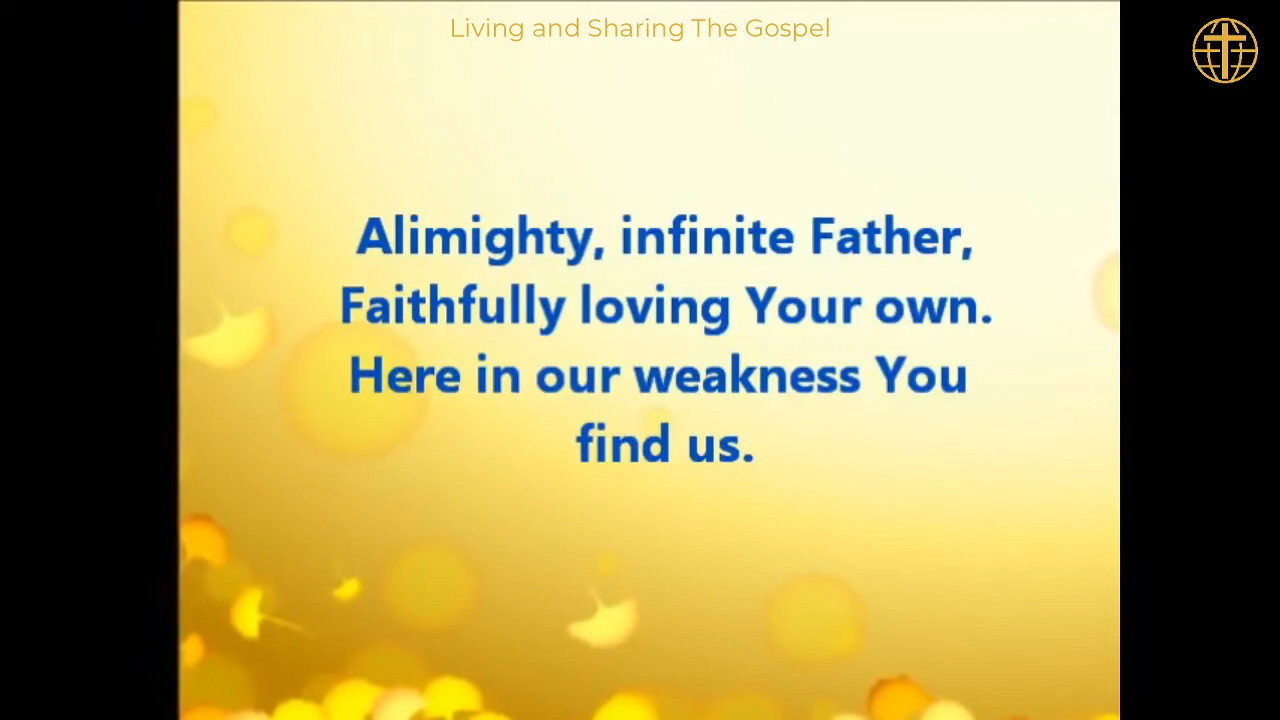 Living and Sharing The Gospel
Alimighty, infinite Father,
Faithfully loving Your own.
Here in our weakness You
find us.